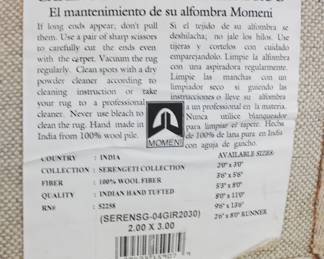 El mantenimiento de su alfombra Momeni
If long ends appear, don't pull
them. Use a pair of sharp scissors
to carefully cut the ends even
with the carpet. Vacuum the rug
regularly. Clean spots with a dry
powder cleaner according to
cleaning instruction or take
your rug to a professional
cleaner. Never use bleach to
clean the rug. Hand made in
India from 100% wool pile.
Si el tejido de su alfombra se
deshilacha; no jale los hilos. Use
tijeras y cortelos con cuidado
emparejandolo. Limpie la alfombra
con una aspiradora regularmente.
Limpie las manchas con un
limpiador seco si guiendo las
instrucciones o lleve su alfombra
a un professional en la materia.
Nunca utilice blanqueador
para limpiar el tapete. Hecha
de 100% de lana pura en India
con aguja de gancho.
MOMENI
COUNTRY : INDIA
COLLECTION : SERENGETI COLLECTION
FIBER : 100% WOOL FIBER
QUALITY : INDIAN HAND TUFTED
RN# : 52258
AVAILABLE SIZES:
2'0" X 3'0"
3'6" X 5'6"
5'3" X 8'0"
8'0" X 11'0"
9'6" X 13'6"
2'6" X 8'0" RUNNER
(SERENSG-04GIR2030)
2.00 X 3.00